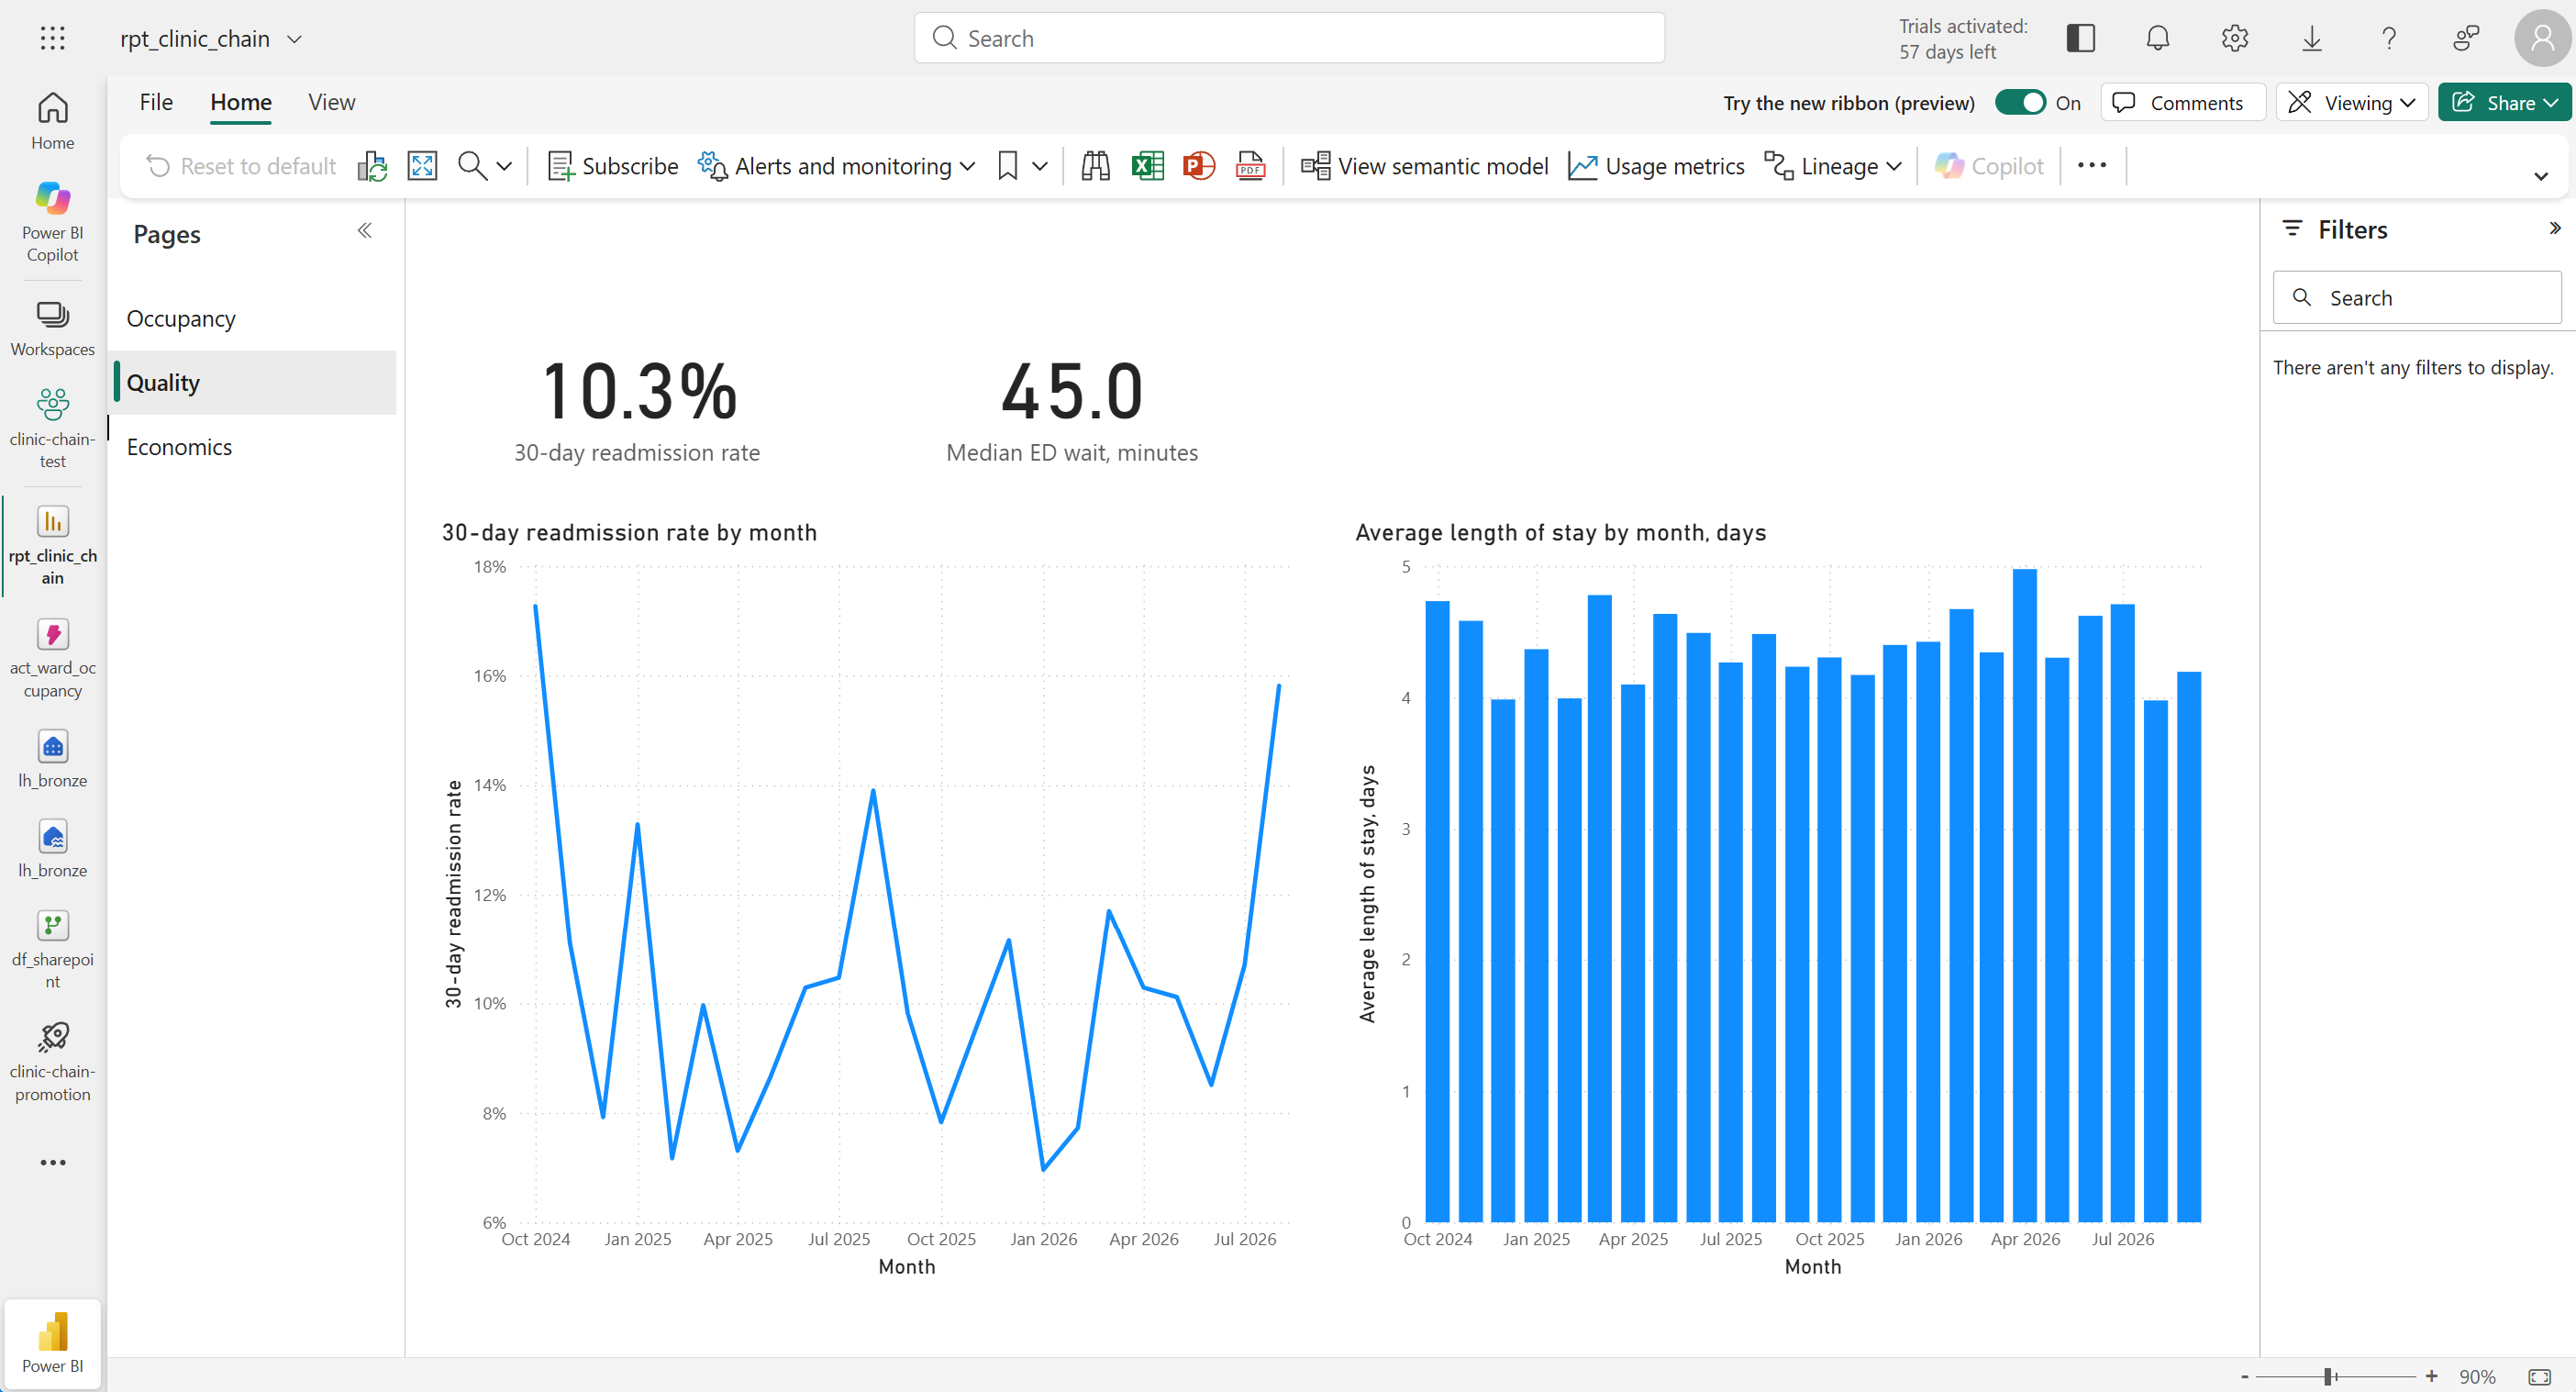 rpt_clinic_chain
Search
Trials activated:
57 days left
File
Home
View
Try the new ribbon (preview)
On
Comments
Viewing
Share
Reset to default
Subscribe
Alerts and monitoring
PDF
View semantic model
Usage metrics
Lineage
Copilot
Home
Power BI
Copilot
Workspaces
clinic-chain-
test
rpt_clinic_ch
ain
act_ward_oc
cupancy
lh_bronze
lh_bronze
df_sharepoi
nt
clinic-chain-
promotion
Power BI
Pages
Occupancy
Quality
Economics
10.3%
30-day readmission rate
45.0
Median ED wait, minutes
30-day readmission rate by month
30-day readmission rate
18%
16%
14%
12%
10%
8%
6%
Oct 2024 Jan 2025 Apr 2025 Jul 2025 Oct 2025 Jan 2026 Apr 2026 Jul 2026
Month
Average length of stay by month, days
Average length of stay, days
5
4
3
2
1
0
Oct 2024 Jan 2025 Apr 2025 Jul 2025 Oct 2025 Jan 2026 Apr 2026 Jul 2026
Month
Filters
Search
There aren't any filters to display.
- + 90%